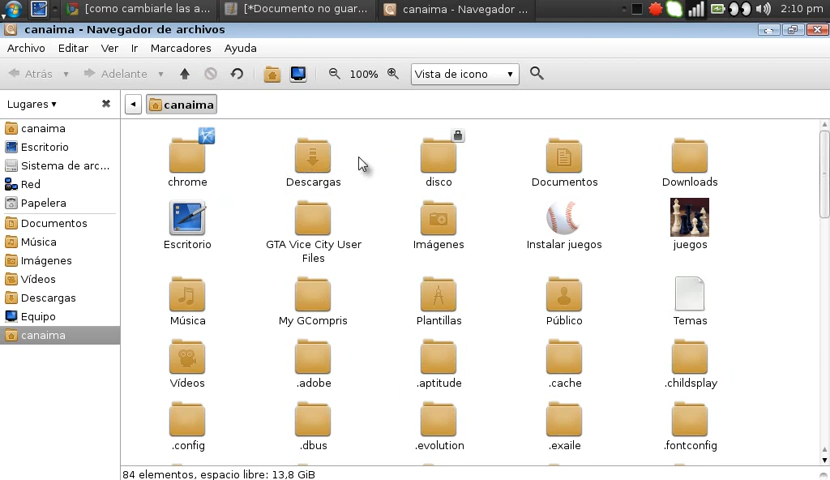 [como cambiarle las a...
[*Documento no guar...
canaima - Navegador ...
2:10 pm
canaima - Navegador de archivos
Archivo Editar Ver Ir Marcadores Ayuda
Atrás Adelante 100% Vista de icono
Lugares canaima
canaima
Escritorio
Sistema de arc...
Red
Papelera
Documentos
Música
Imágenes
Vídeos
Descargas
Equipo
canaima
chrome Descargas disco Documentos Downloads
Escritorio GTA Vice City User Files Imágenes Instalar juegos juegos
Música My GCompris Plantillas Público Temas
Vídeos .adobe .aptitude .cache .childsplay
.config .dbus .evolution .exaile .fontconfig
84 elementos, espacio libre: 13,8 GiB